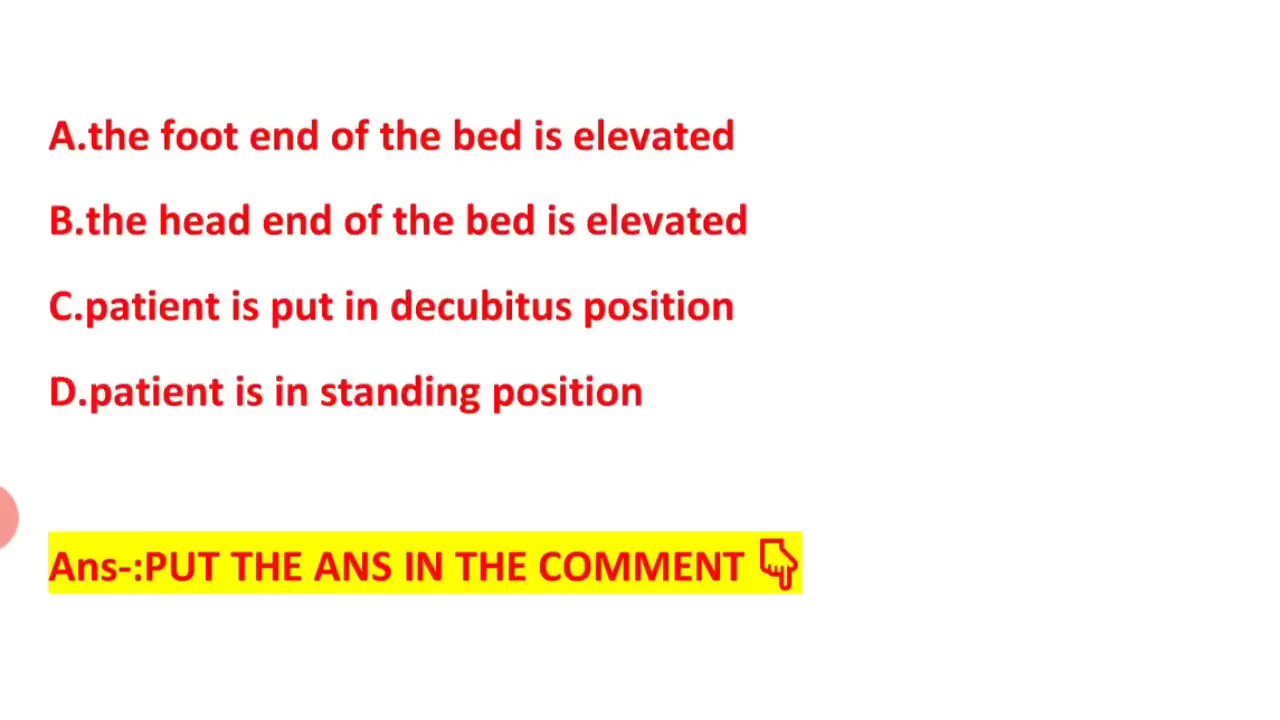 A.the foot end of the bed is elevated
B.the head end of the bed is elevated
C.patient is put in decubitus position
D.patient is in standing position
Ans-:PUT THE ANS IN THE COMMENT